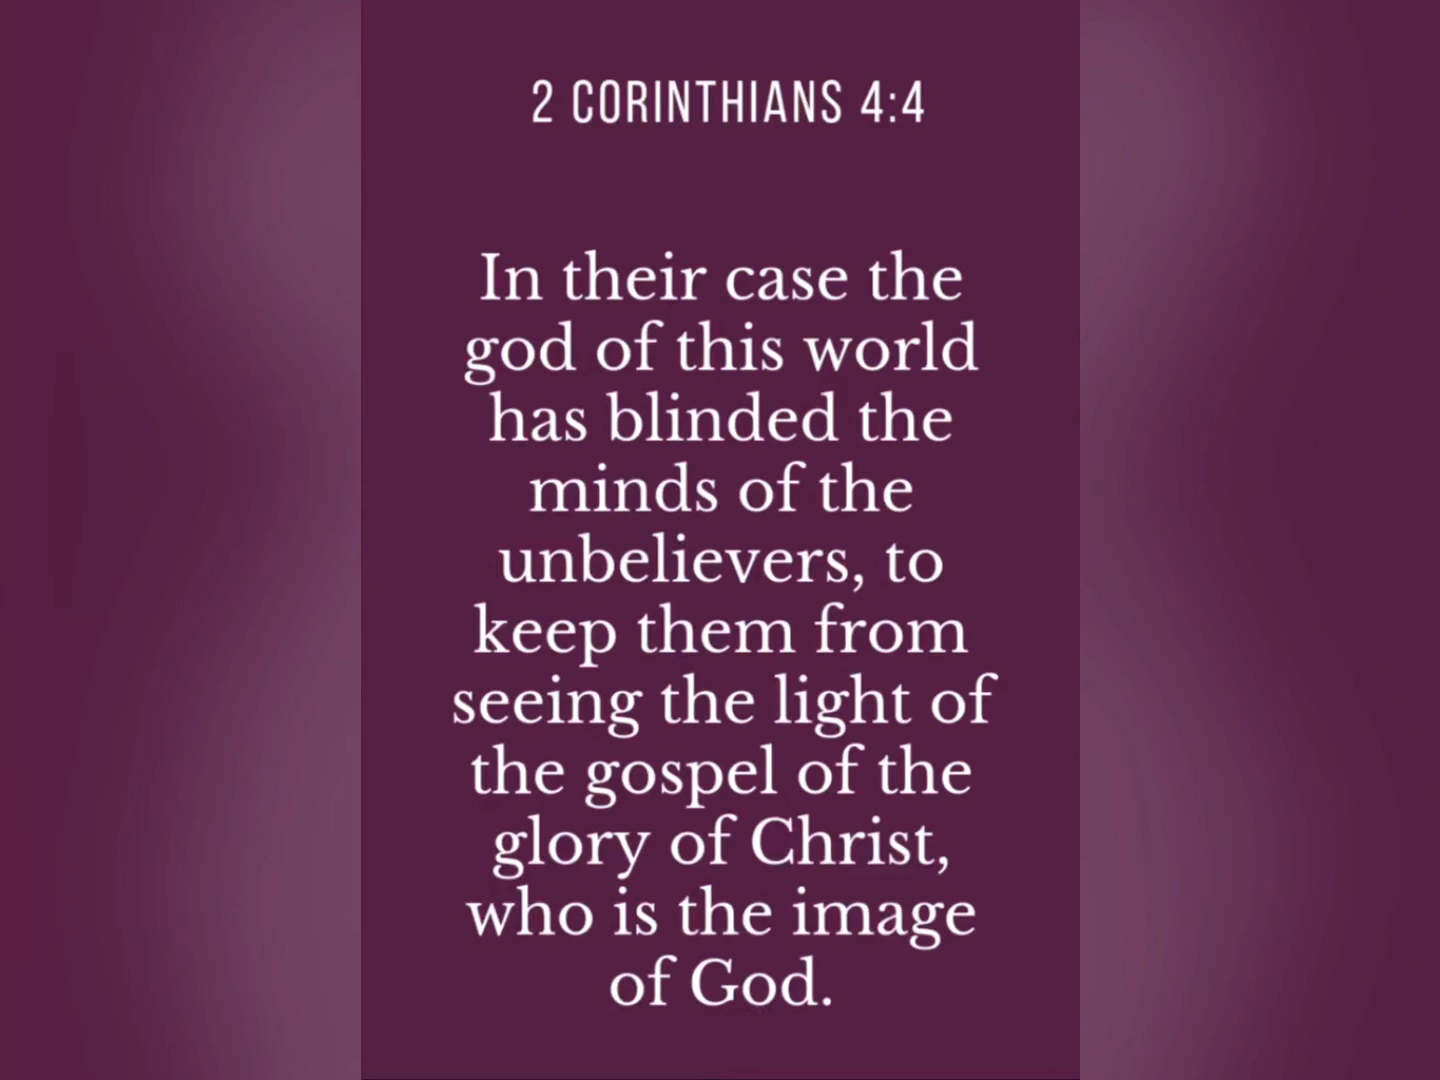 2 CORINTHIANS 4:4
In their case the
god of this world
has blinded the
minds of the
unbelievers, to
keep them from
seeing the light of
the gospel of the
glory of Christ,
who is the image
of God.